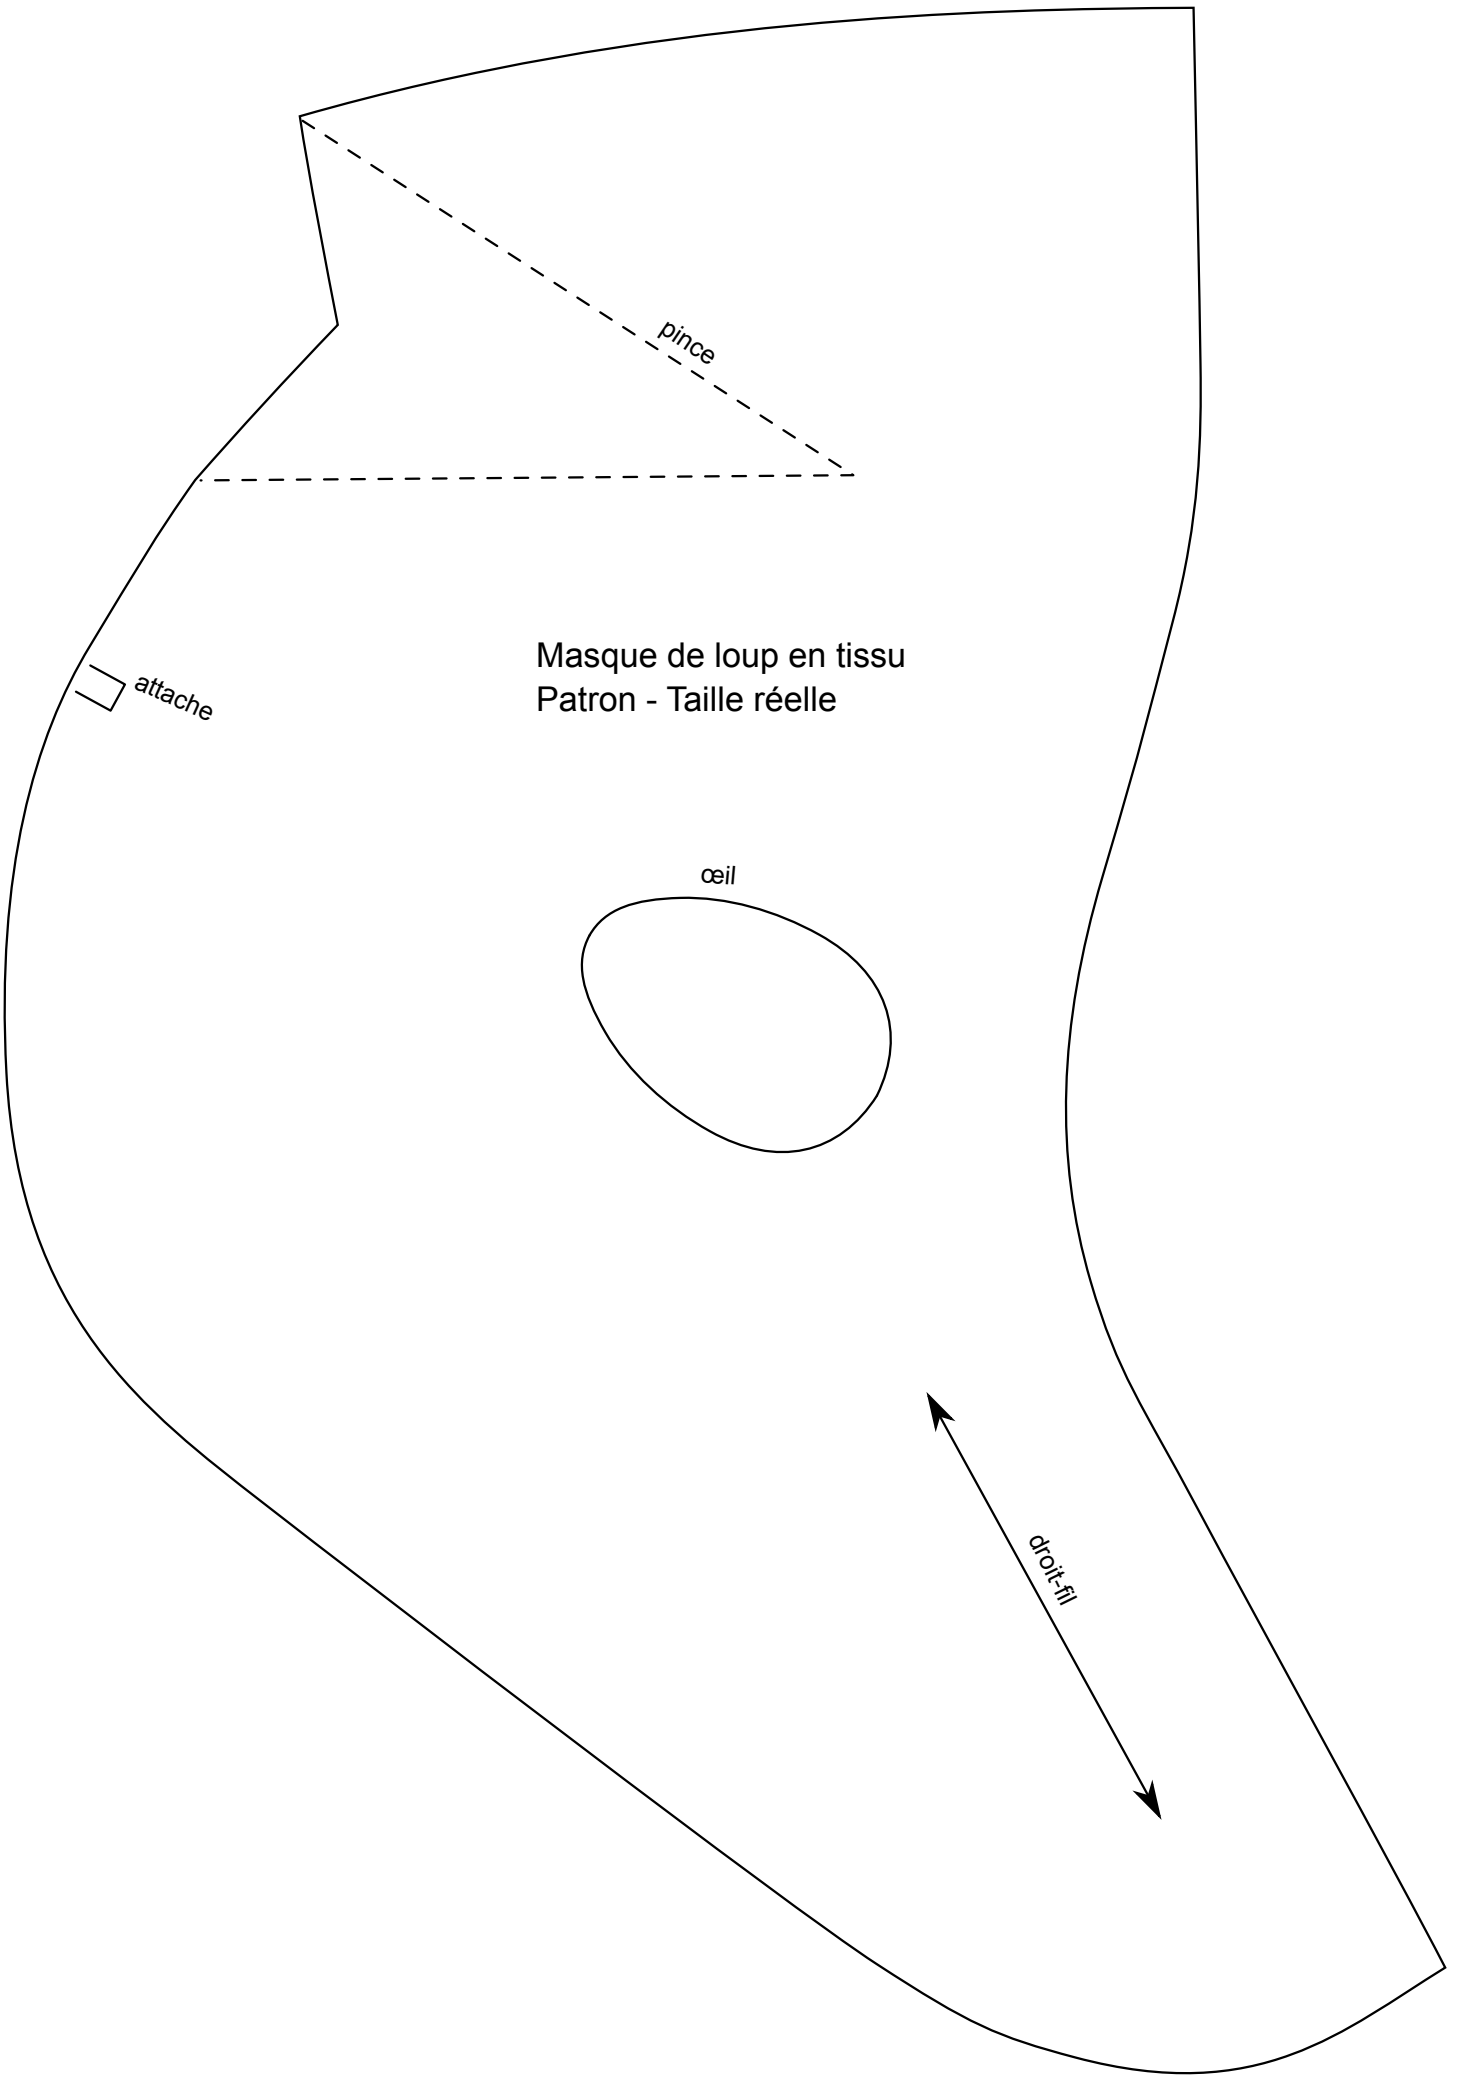 pince
Masque de loup en tissu
Patron - Taille réelle
attache
œil
droit-fil